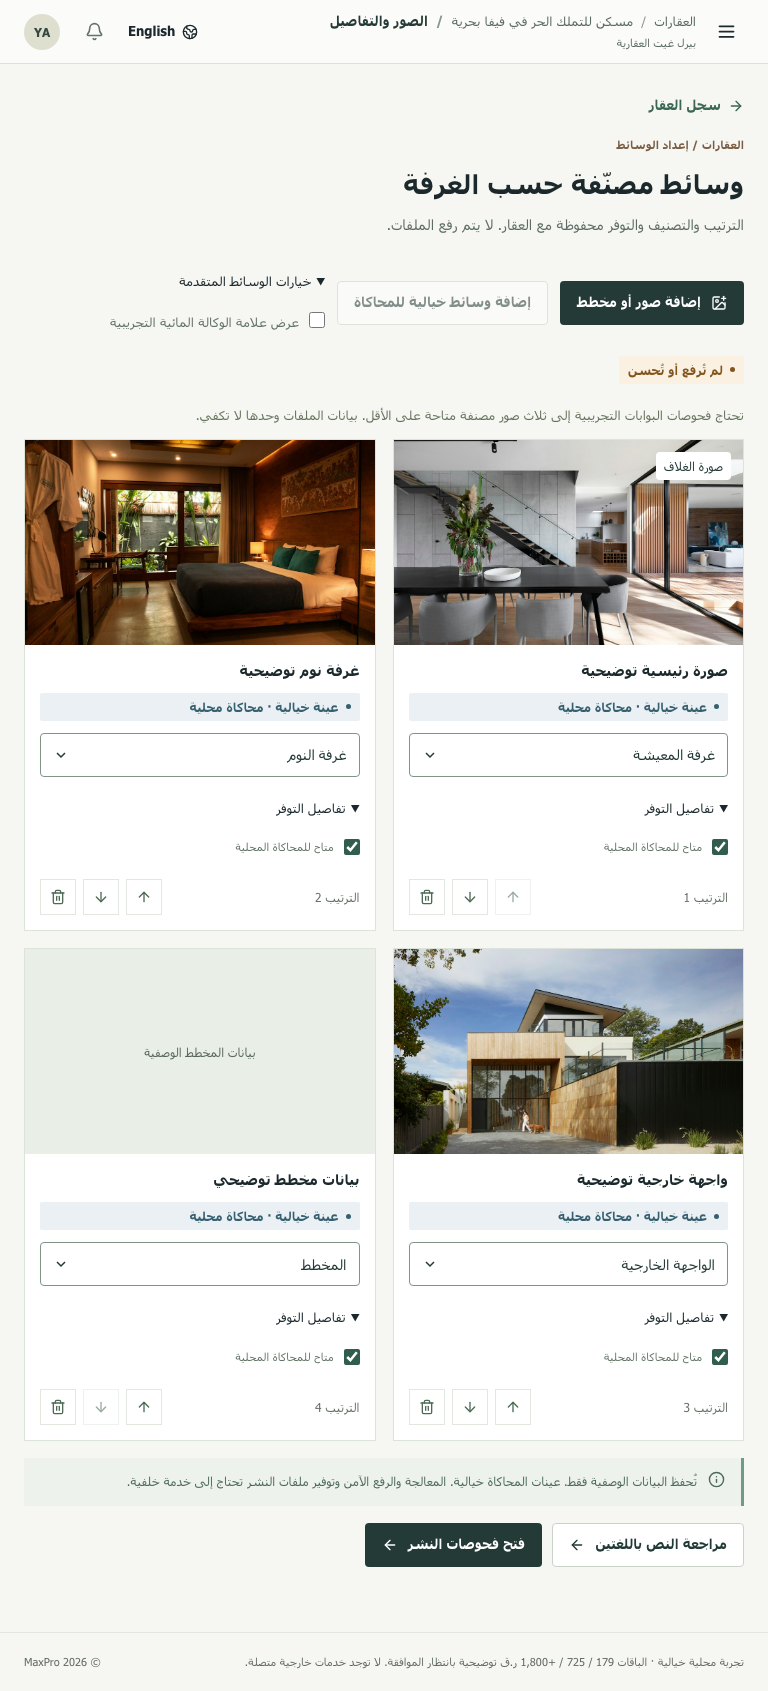 العقارات / مسكن للتملك الحر في فيفا بحرية / الصور والتفاصيل
بيرل غيت العقارية
English
YA
سجل العقار
العقارات / إعداد الوسائط
وسائط مصنّفة حسب الغرفة
الترتيب والتصنيف والتوفر محفوظة مع العقار. لا يتم رفع الملفات.
إضافة صور أو مخطط
إضافة وسائط خيالية للمحاكاة
خيارات الوسائط المتقدمة
عرض علامة الوكالة المائية التجريبية
لم تُرفع أو تُحسن
تحتاج فحوصات البوابات التجريبية إلى ثلاث صور مصنفة متاحة على الأقل. بيانات الملفات وحدها لا تكفي.
صورة الغلاف
صورة رئيسية توضيحية
عينة خيالية · محاكاة محلية
غرفة المعيشة
تفاصيل التوفر
متاح للمحاكاة المحلية
الترتيب 1
غرفة نوم توضيحية
عينة خيالية · محاكاة محلية
غرفة النوم
تفاصيل التوفر
متاح للمحاكاة المحلية
الترتيب 2
واجهة خارجية توضيحية
عينة خيالية · محاكاة محلية
الواجهة الخارجية
تفاصيل التوفر
متاح للمحاكاة المحلية
الترتيب 3
بيانات المخطط الوصفية
بيانات مخطط توضيحي
عينة خيالية · محاكاة محلية
المخطط
تفاصيل التوفر
متاح للمحاكاة المحلية
الترتيب 4
تُحفظ البيانات الوصفية فقط. عينات المحاكاة خيالية. المعالجة والرفع الآمن وتوفير ملفات النشر تحتاج إلى خدمة خلفية.
مراجعة النص باللغتين
فتح فحوصات النشر
تجربة محلية خيالية · الباقات 179 / 725 / +1,800 ر.ق توضيحية بانتظار الموافقة. لا توجد خدمات خارجية متصلة.
© 2026 MaxPro